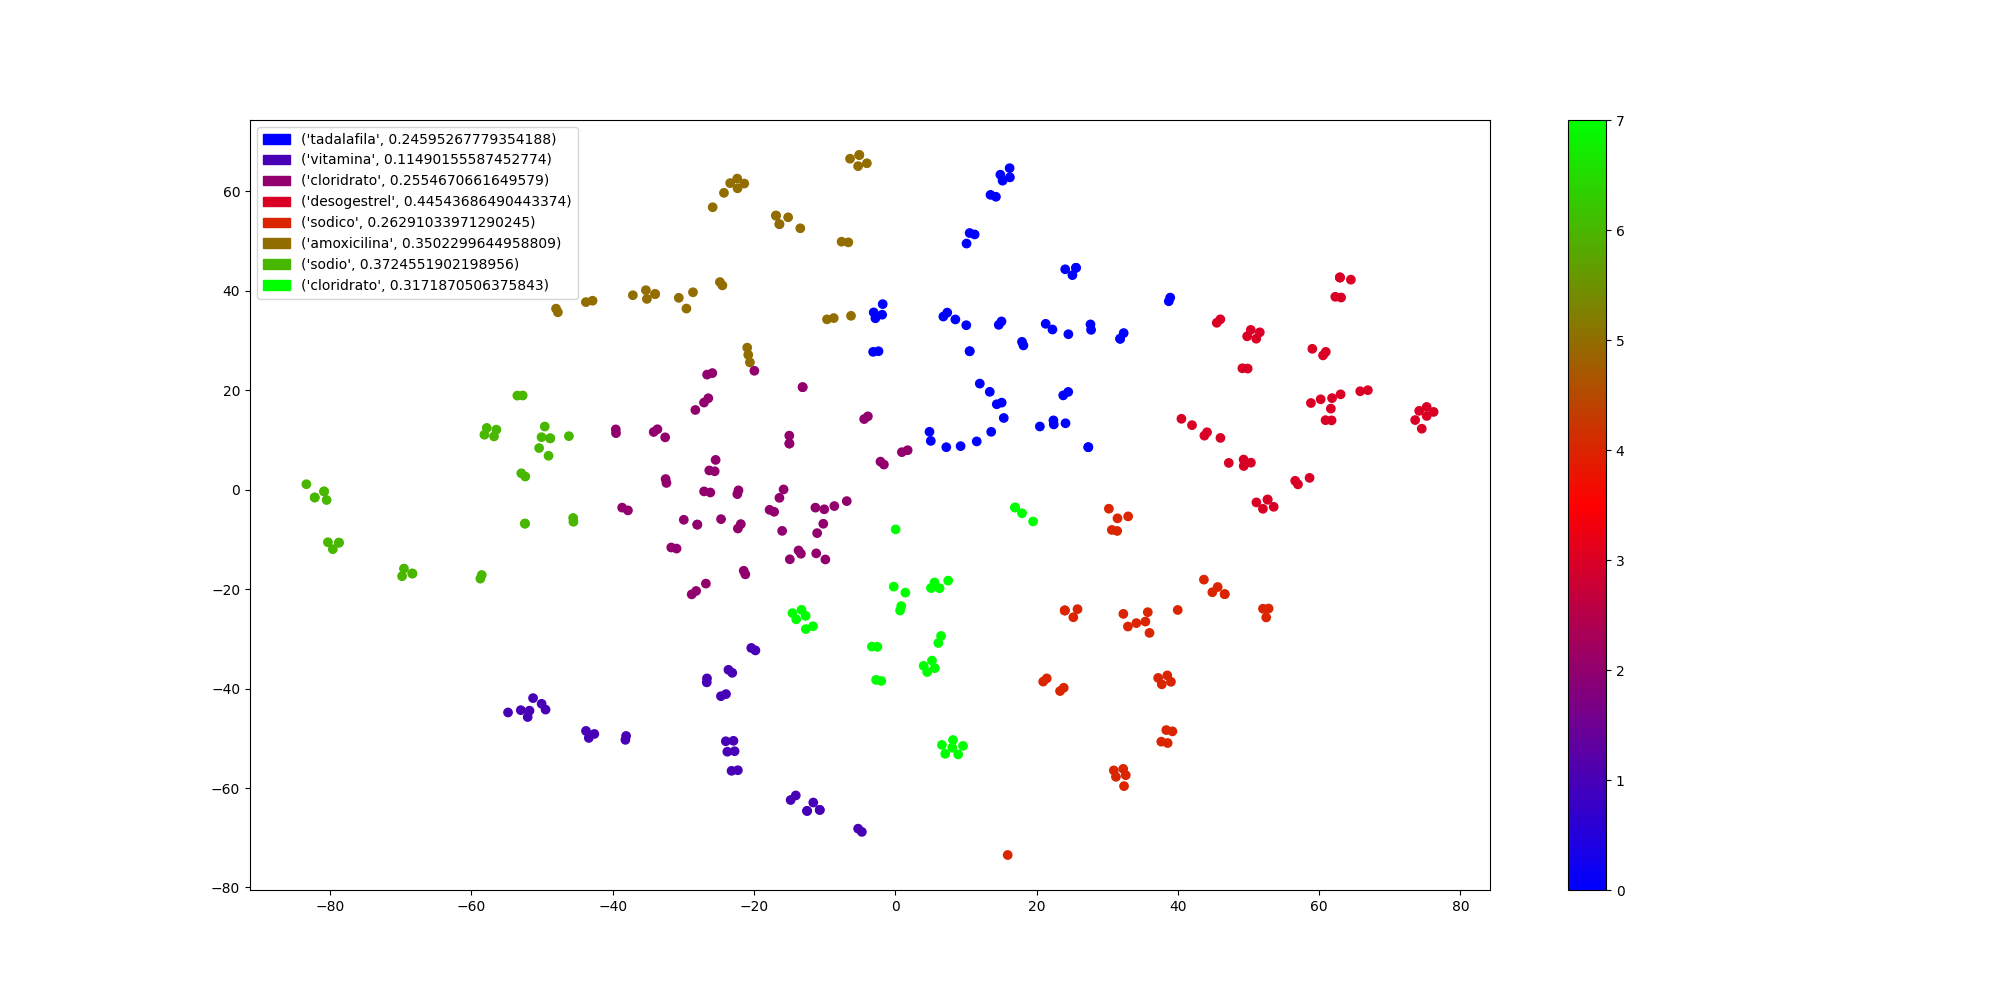 ('tadalafila', 0.24595267779354188)
('vitamina', 0.11490155587452774)
('cloridrato', 0.2554670661649579)
('desogestrel', 0.44543686490443374)
('sodico', 0.26291033971290245)
('amoxicilina', 0.3502299644958809)
('sodio', 0.3724551902198956)
('cloridrato', 0.3171870506375843)
60
40
20
0
−20
−40
−60
−80
−80 −60 −40 −20 0 20 40 60 80
7
6
5
4
3
2
1
0